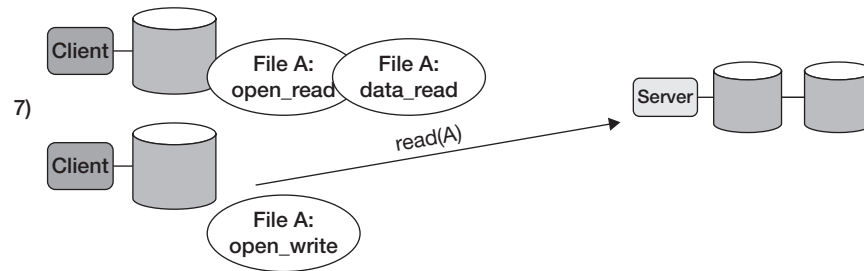 Client
File A:
open_read
File A:
data_read
Server
7)
read(A)
Client
File A:
open_write